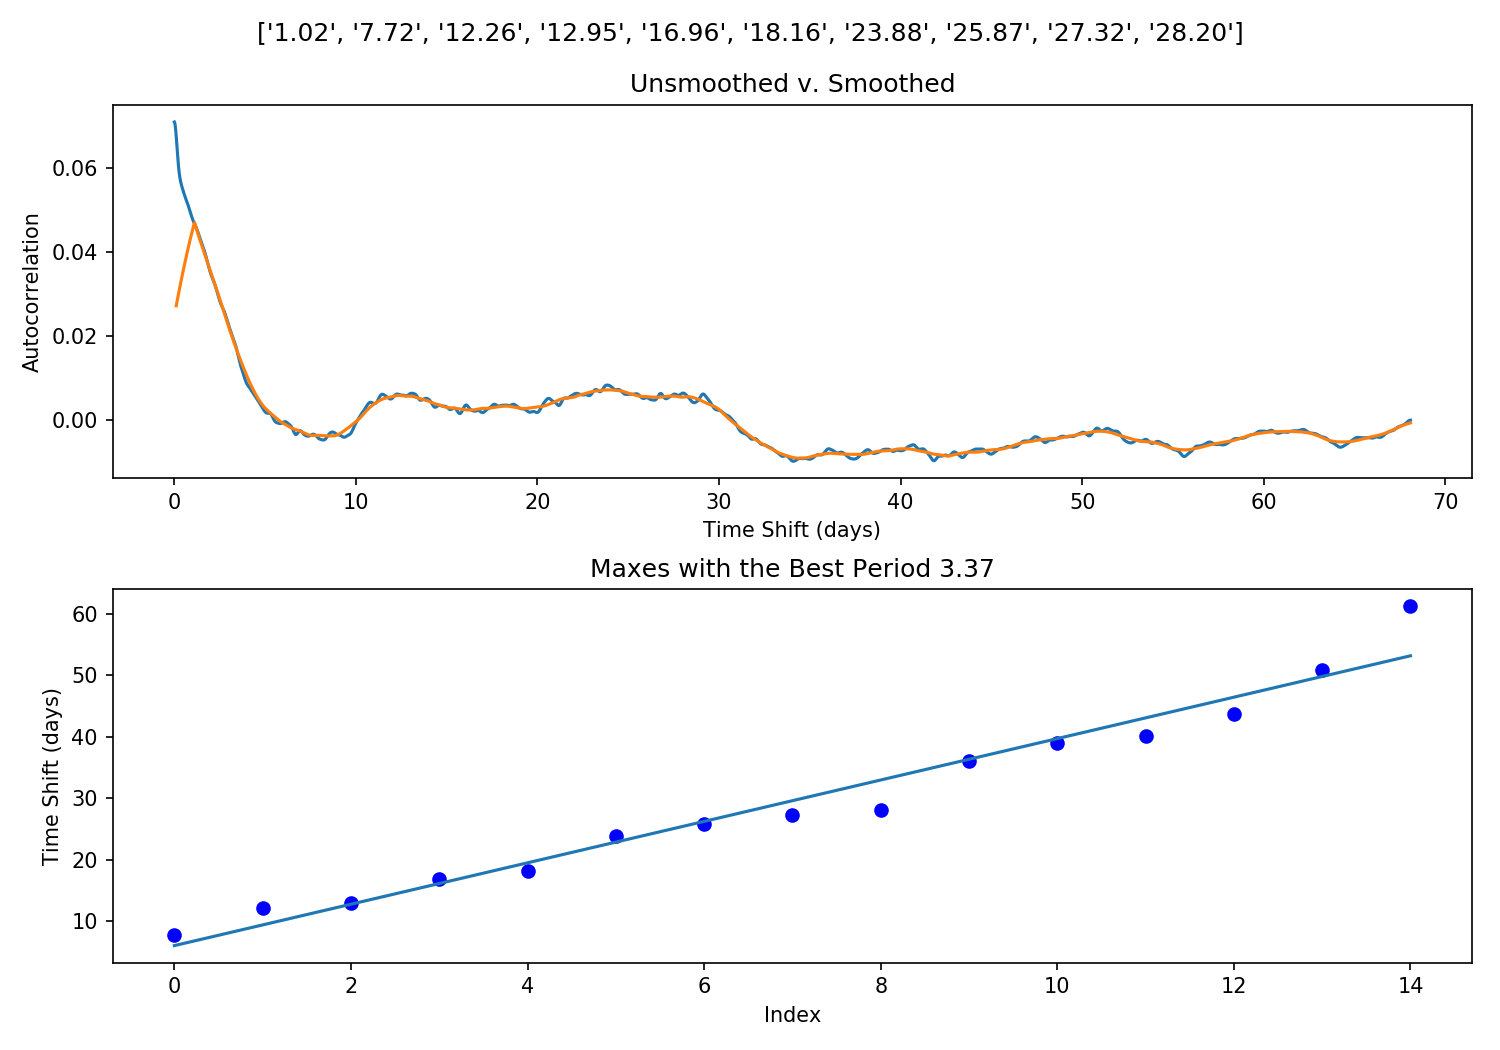 ['1.02', '7.72', '12.26', '12.95', '16.96', '18.16', '23.88', '25.87', '27.32', '28.20']
Unsmoothed v. Smoothed
Autocorrelation
0.06
0.04
0.02
0.00
0 10 20 30 40 50 60 70
Time Shift (days)
Maxes with the Best Period 3.37
Time Shift (days)
60
50
40
30
20
10
0 2 4 6 8 10 12 14
Index